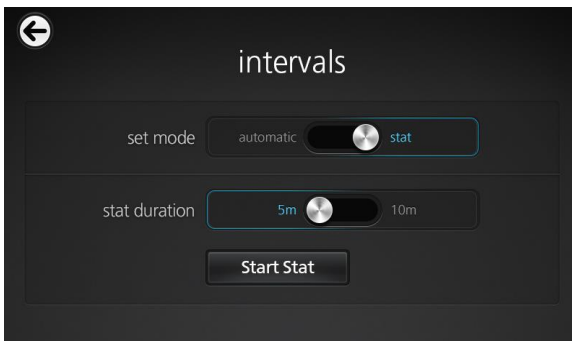 intervals
set mode automatic stat
stat duration 5m 10m
Start Stat